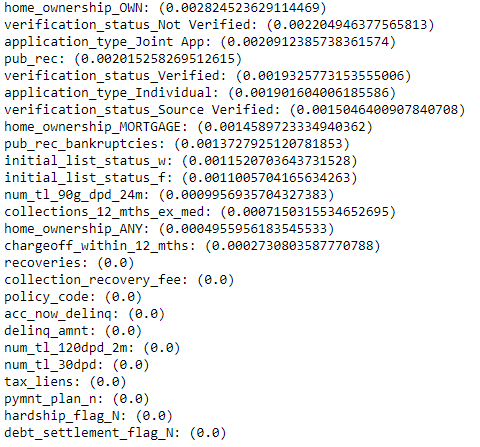 home_ownership_OWN: (0.002824523629114469)
verification_status_Not Verified: (0.002204946377565813)
application_type_Joint App: (0.0020912385738361574)
pub_rec: (0.002015258269512615)
verification_status_Verified: (0.0019325773153555006)
application_type_Individual: (0.001901604006185586)
verification_status_Source Verified: (0.0015046400907840708)
home_ownership_MORTGAGE: (0.0014589723334940362)
pub_rec_bankruptcies: (0.0013727925120781853)
initial_list_status_w: (0.0011520703643731528)
initial_list_status_f: (0.0011005704165634263)
num_tl_90g_dpd_24m: (0.0009956935704327383)
collections_12_mths_ex_med: (0.0007150315534652695)
home_ownership_ANY: (0.0004955956183545533)
chargeoff_within_12_mths: (0.0002730803587770788)
recoveries: (0.0)
collection_recovery_fee: (0.0)
policy_code: (0.0)
acc_now_delinq: (0.0)
delinq_amnt: (0.0)
num_tl_120dpd_2m: (0.0)
num_tl_30dpd: (0.0)
tax_liens: (0.0)
pymnt_plan_n: (0.0)
hardship_flag_N: (0.0)
debt_settlement_flag_N: (0.0)